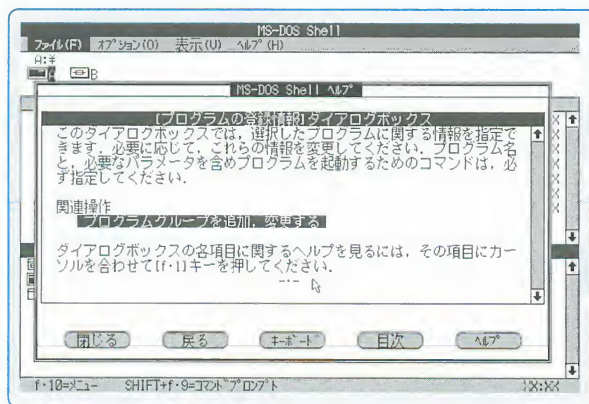 MS-DOS Shell
ファイル(F) オプション(O) 表示(V) ヘルプ(H)
A:¥
B
MS-DOS Shell ヘルプ
[プログラムの登録情報]ダイアログボックス
このダイアログボックスでは，選択したプログラムに関する情報を指定で
きます．必要に応じて，これらの情報を変更してください．プログラム名
と，必要なパラメータを含めプログラムを起動するためのコマンドは，必
ず指定してください．
関連操作
プログラムグループを追加，変更する
ダイアログボックスの各項目に関するヘルプを見るには，その項目にカー
ソルを合わせて[f・1]キーを押してください．
閉じる 戻る キーボード 目次 ヘルプ
f・10=メニュー SHIFT+f・9=コマンドプロンプト XX:XX